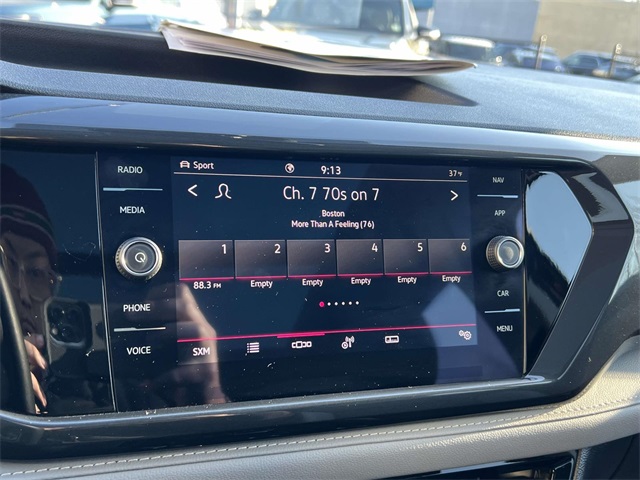 RADIO
MEDIA
PHONE
VOICE
Sport
9:13
37°F
Ch. 7 70s on 7
Boston
More Than A Feeling (76)
1 2 3 4 5 6
88.3 FM Empty Empty Empty Empty Empty
SXM
NAV
APP
CAR
MENU